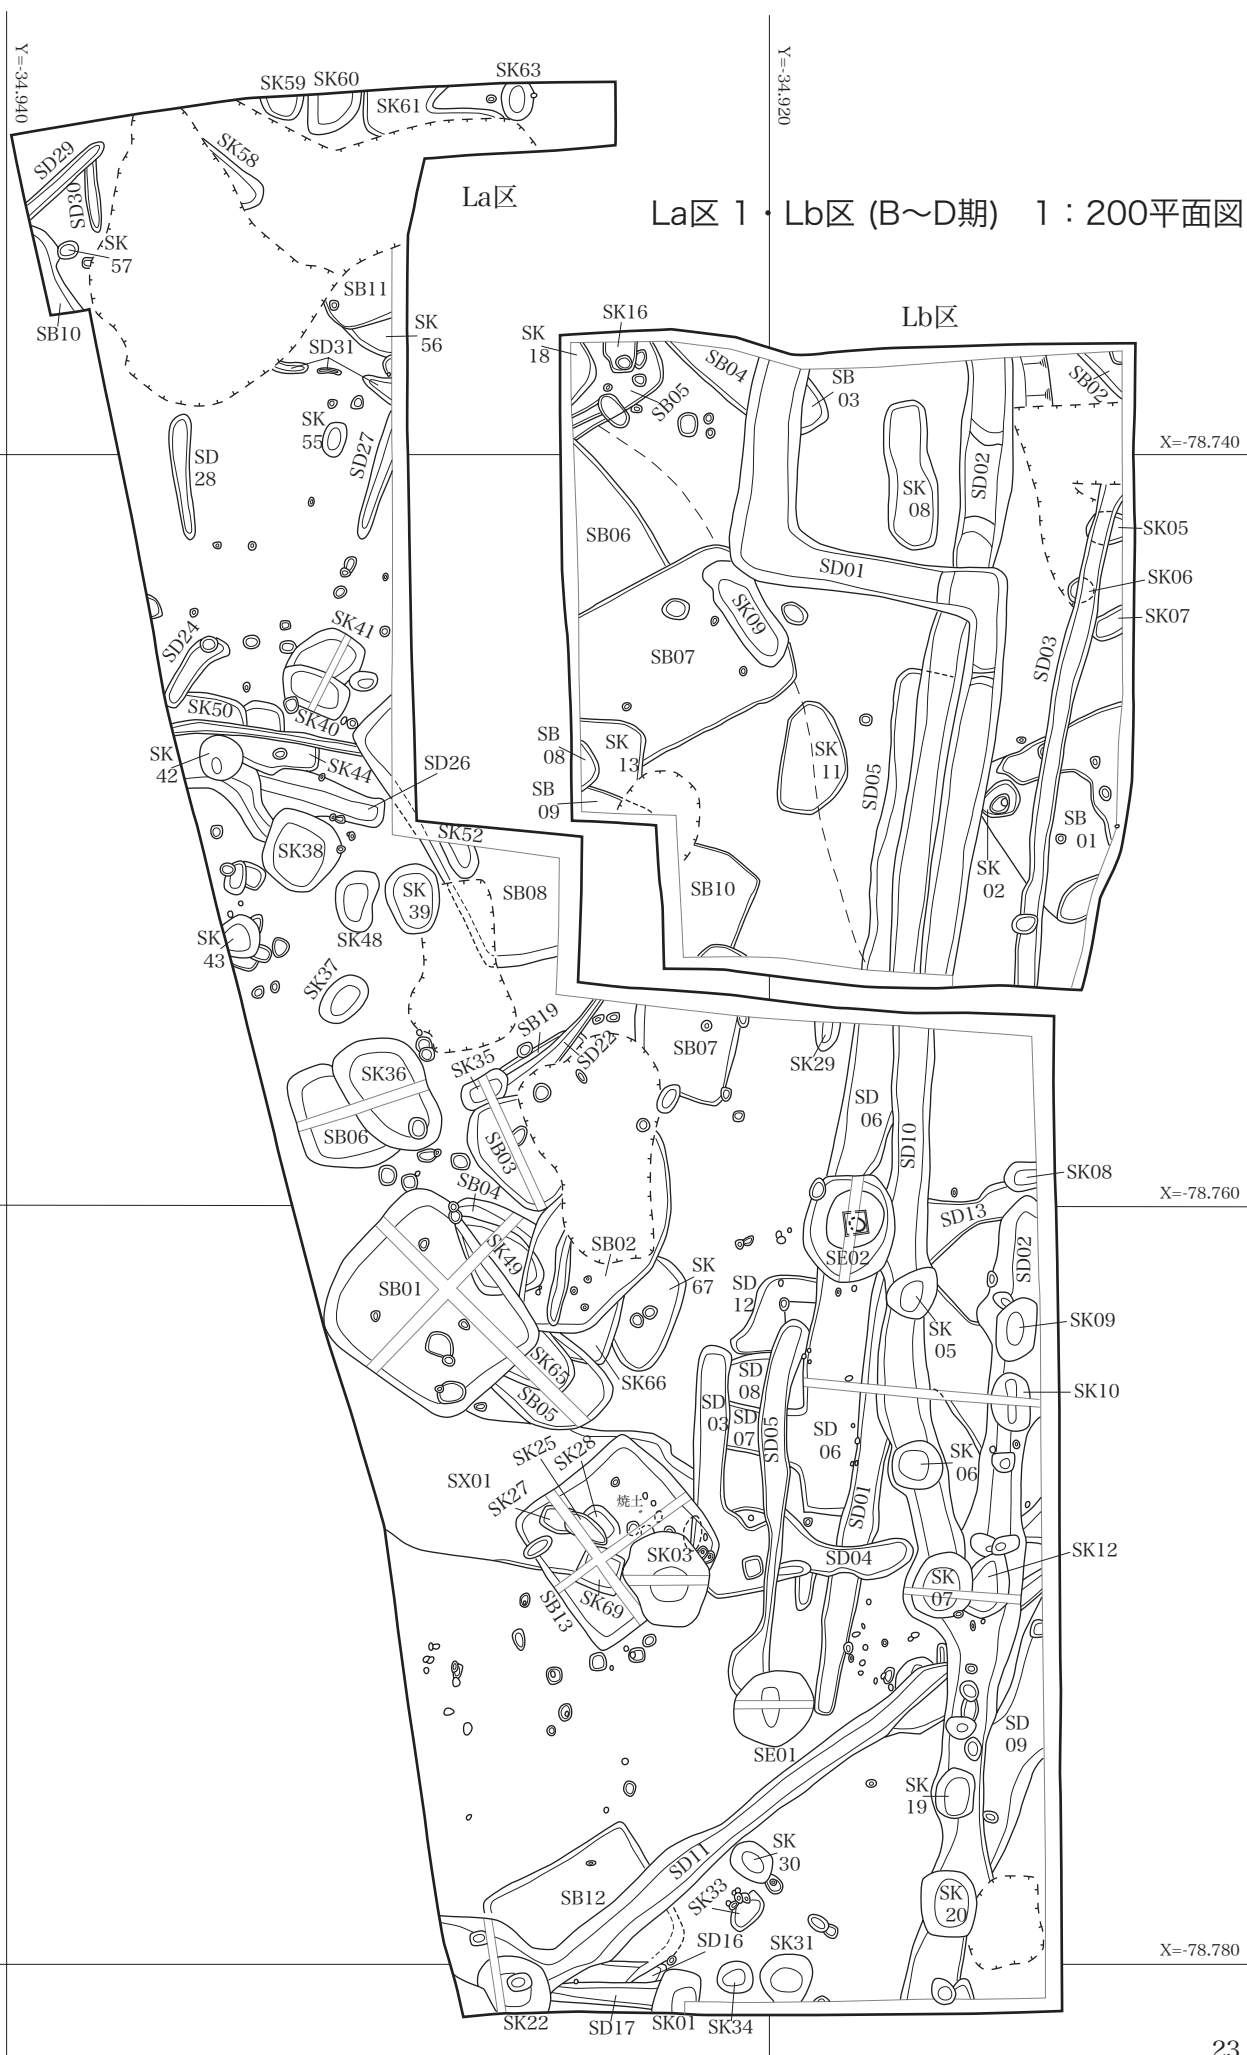 Y=-34.940
Y=-34.920
SK59
SK60
SK63
SK61
SD29
SK58
SD30
La区
La区 1・Lb区 (B〜D期)　1：200平面図
SK
57
SB11
SB10
SK
56
SD31
SK16
Lb区
SK
18
SB04
SB05
SB
03
SB02
SK
55
SD27
SD
28
X=-78.740
SK
08
SD02
SK05
SB06
SD01
SK06
SK09
SK07
SD24
SK41
SB07
SD03
SK50
SK40
SK
42
SK44
SD26
SB
08
SK
13
SK
11
SD05
SB
09
SB
01
SK38
SK52
SK
39
SB08
SB10
SK
02
SK48
SK
43
SK37
SB19
SD22
SB07
SK29
SK35
SK36
SB06
SD
06
SD10
SB03
SK08
SB04
X=-78.760
SD13
SD02
SK49
SB02
SE02
SK
67
SB01
SD
12
SK09
SK
05
SK65
SK66
SB05
SD
08
SK10
SD
03
SD
07
SD05
SD
06
SK25
SK28
SX01
SK27
焼土
SK
06
SD01
SK03
SD04
SK12
SK
07
SK69
SB13
SD
09
SE01
SK
19
SK
30
SD11
SB12
SK33
SK
20
SD16
SK31
X=-78.780
SK22
SD17
SK01
SK34
23